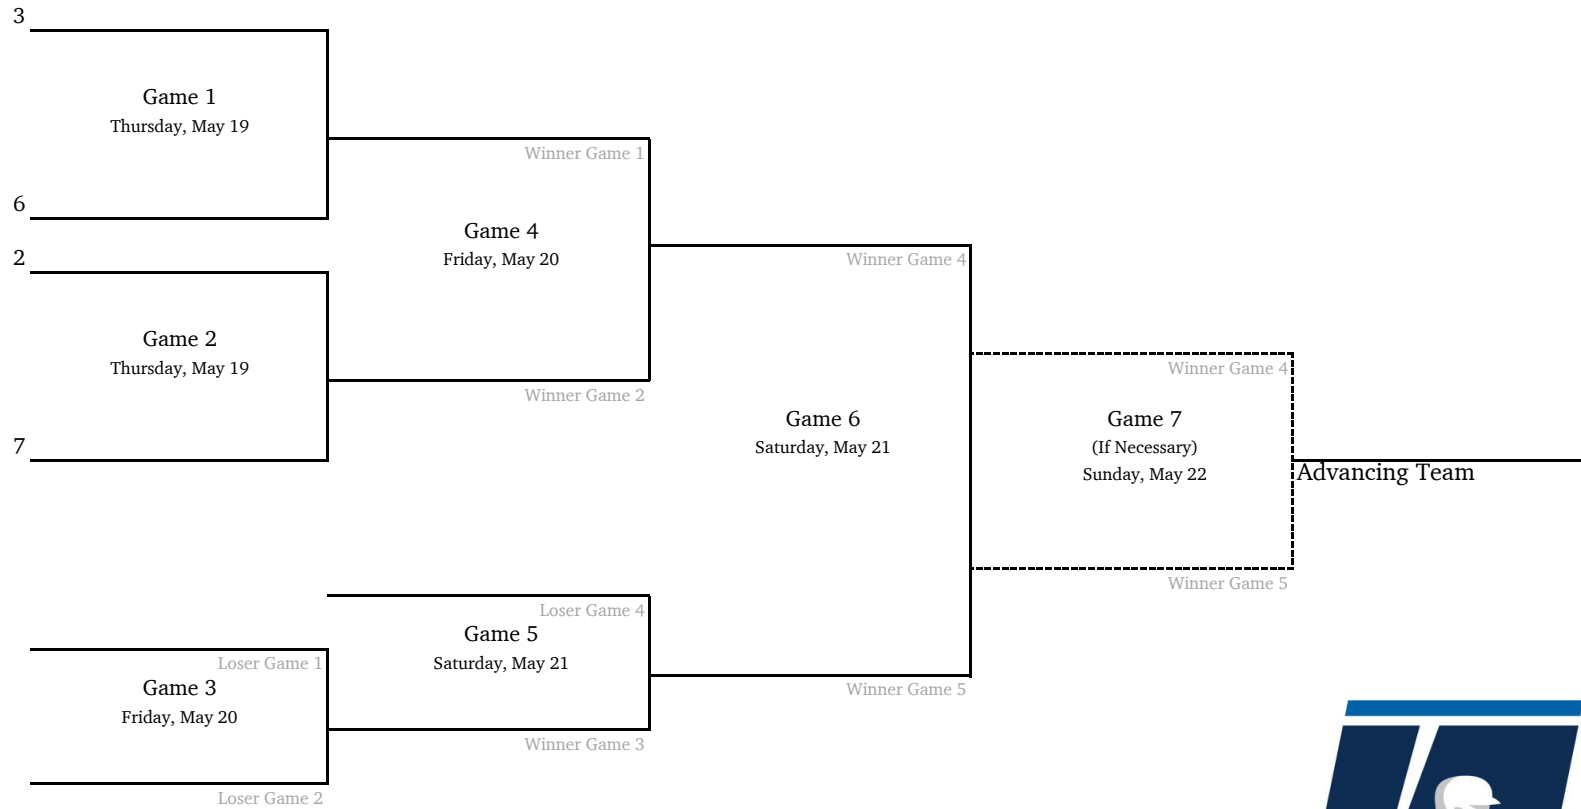 3
Game 1
Thursday, May 19
Winner Game 1
6
Game 4
Friday, May 20
2
Winner Game 4
Game 2
Thursday, May 19
Winner Game 2
Winner Game 4
Game 6
Saturday, May 21
Game 7
(If Necessary)
Sunday, May 22
7
Advancing Team
Winner Game 5
Loser Game 4
Game 5
Saturday, May 21
Loser Game 1
Game 3
Friday, May 20
Winner Game 5
Winner Game 3
Loser Game 2